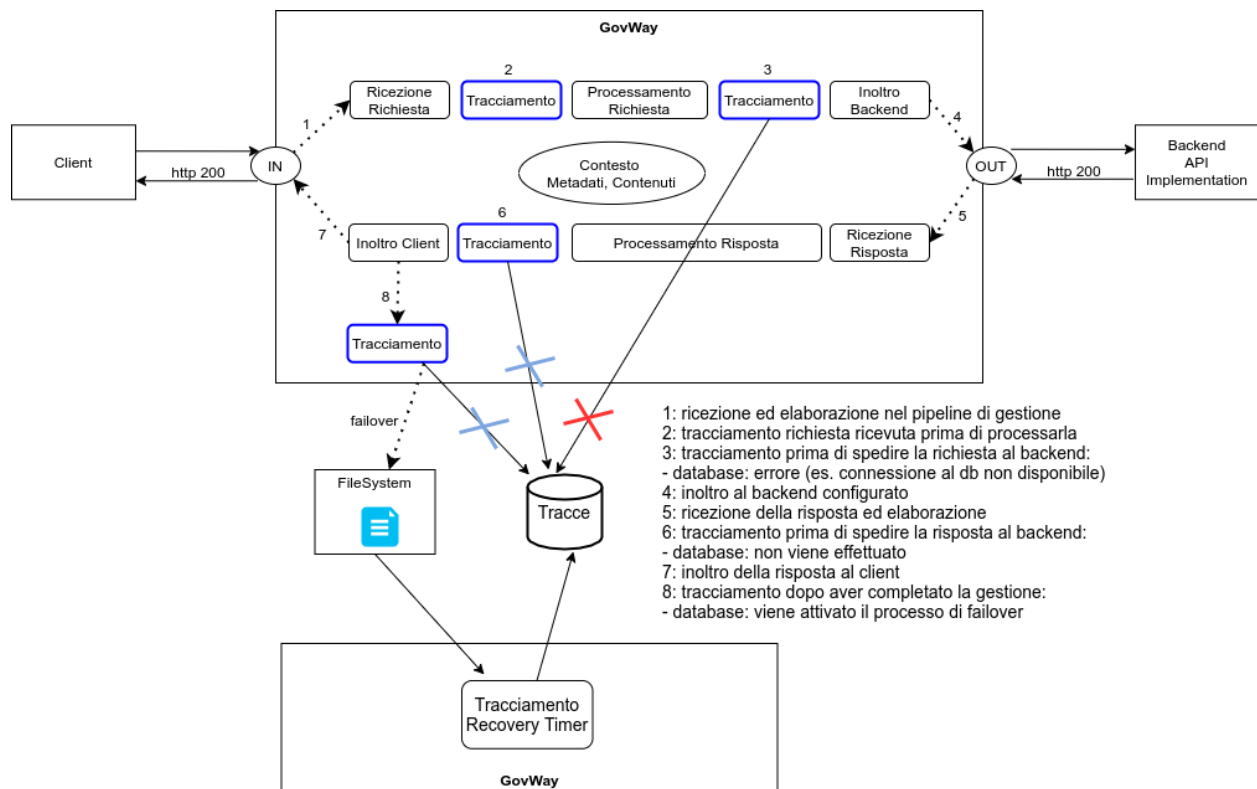 GovWay
2
3
Ricezione
Richiesta
Tracciamento
Processamento
Richiesta
Tracciamento
Inoltro
Backend
1
4
Client
http 200
IN
Contesto
Metadati, Contenuti
OUT
http 200
Backend
API
Implementation
6
7
5
Inoltro Client
Tracciamento
Processamento Risposta
Ricezione
Risposta
8
Tracciamento
failover
FileSystem
Tracce
1: ricezione ed elaborazione nel pipeline di gestione
2: tracciamento richiesta ricevuta prima di processarla
3: tracciamento prima di spedire la richiesta al backend:
- database: errore (es. connessione al db non disponibile)
4: inoltro al backend configurato
5: ricezione della risposta ed elaborazione
6: tracciamento prima di spedire la risposta al backend:
- database: non viene effettuato
7: inoltro della risposta al client
8: tracciamento dopo aver completato la gestione:
- database: viene attivato il processo di failover
Tracciamento
Recovery Timer
GovWay